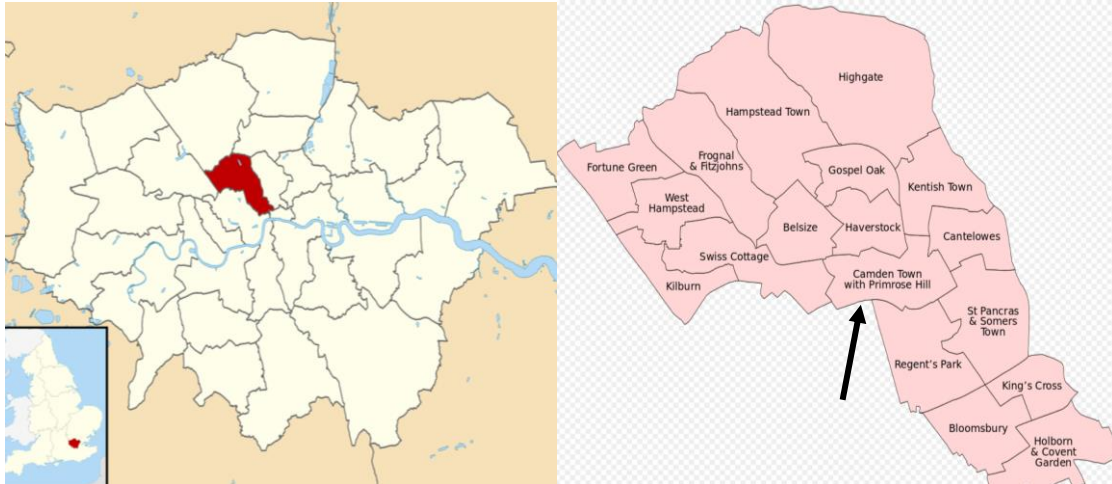 Highgate
Hampstead Town
Fortune Green
Frognal
& Fitzjohns
Gospel Oak
Kentish Town
West
Hampstead
Belsize
Haverstock
Cantelowes
Swiss Cottage
Kilburn
Camden Town
with Primrose Hill
St Pancras
& Somers
Town
Regent's Park
King's Cross
Bloomsbury
Holborn
& Covent
Garden